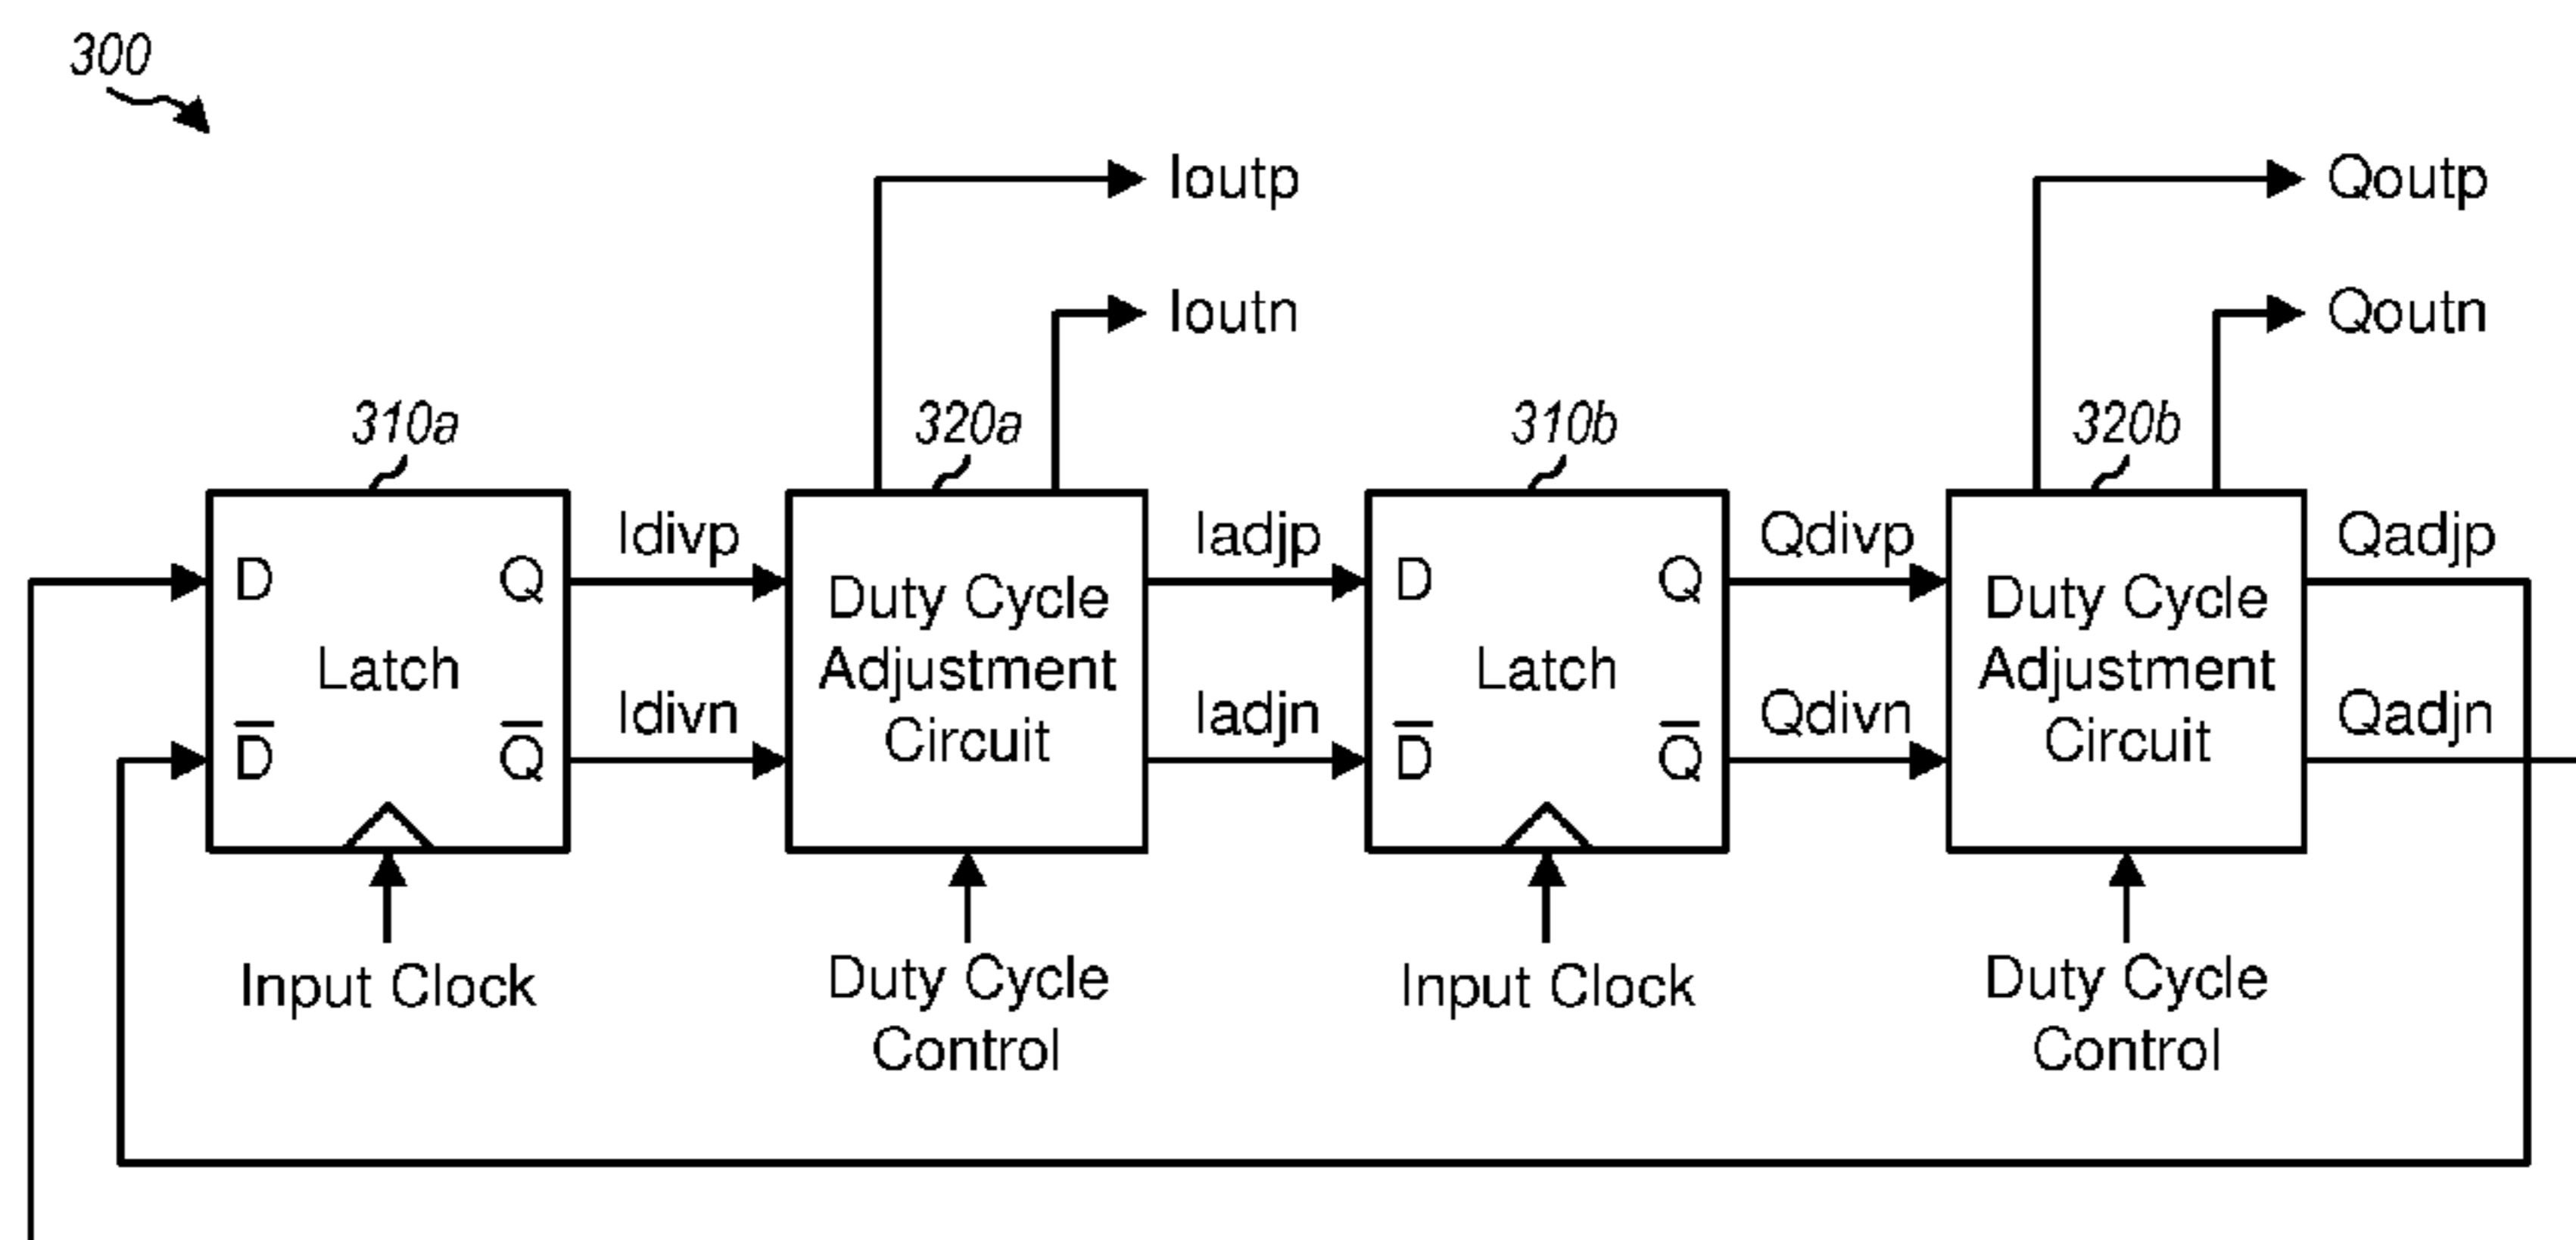 300
Ioutp
Qoutp
Ioutn
Qoutn
310a
320a
310b
320b
D
Q
Idivp
Duty Cycle
Adjustment
Circuit
Iadjp
D
Q
Qdivp
Duty Cycle
Adjustment
Circuit
Qadjp
Latch
Latch
D̅
Q̅
Idivn
Iadjn
D̅
Q̅
Qdivn
Qadjn
Input Clock
Duty Cycle
Control
Input Clock
Duty Cycle
Control